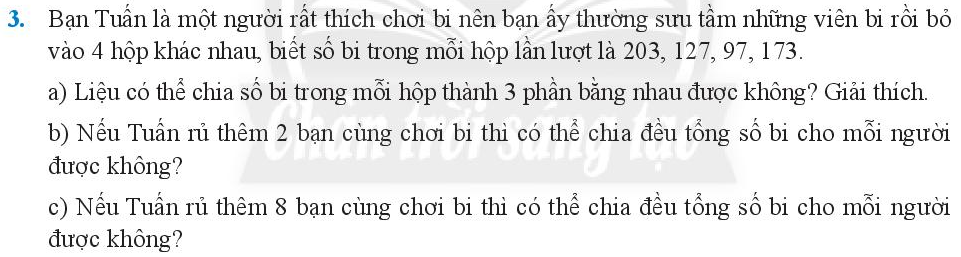 3. Bạn Tuấn là một người rất thích chơi bi nên bạn ấy thường sưu tầm những viên bi rồi bỏ
vào 4 hộp khác nhau, biết số bi trong mỗi hộp lần lượt là 203, 127, 97, 173.
a) Liệu có thể chia số bi trong mỗi hộp thành 3 phần bằng nhau được không? Giải thích.
b) Nếu Tuấn rủ thêm 2 bạn cùng chơi bi thì có thể chia đều tổng số bi cho mỗi người
được không?
Chân trời sáng tạo
c) Nếu Tuấn rủ thêm 8 bạn cùng chơi bi thì có thể chia đều tổng số bi cho mỗi người
được không?